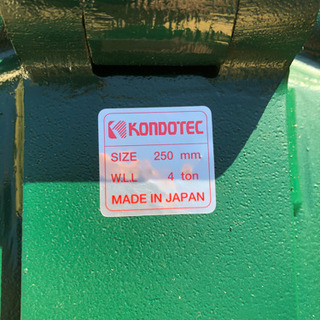 KONDOTEC
SIZE 250 mm
W.L.L 4 ton
MADE IN JAPAN